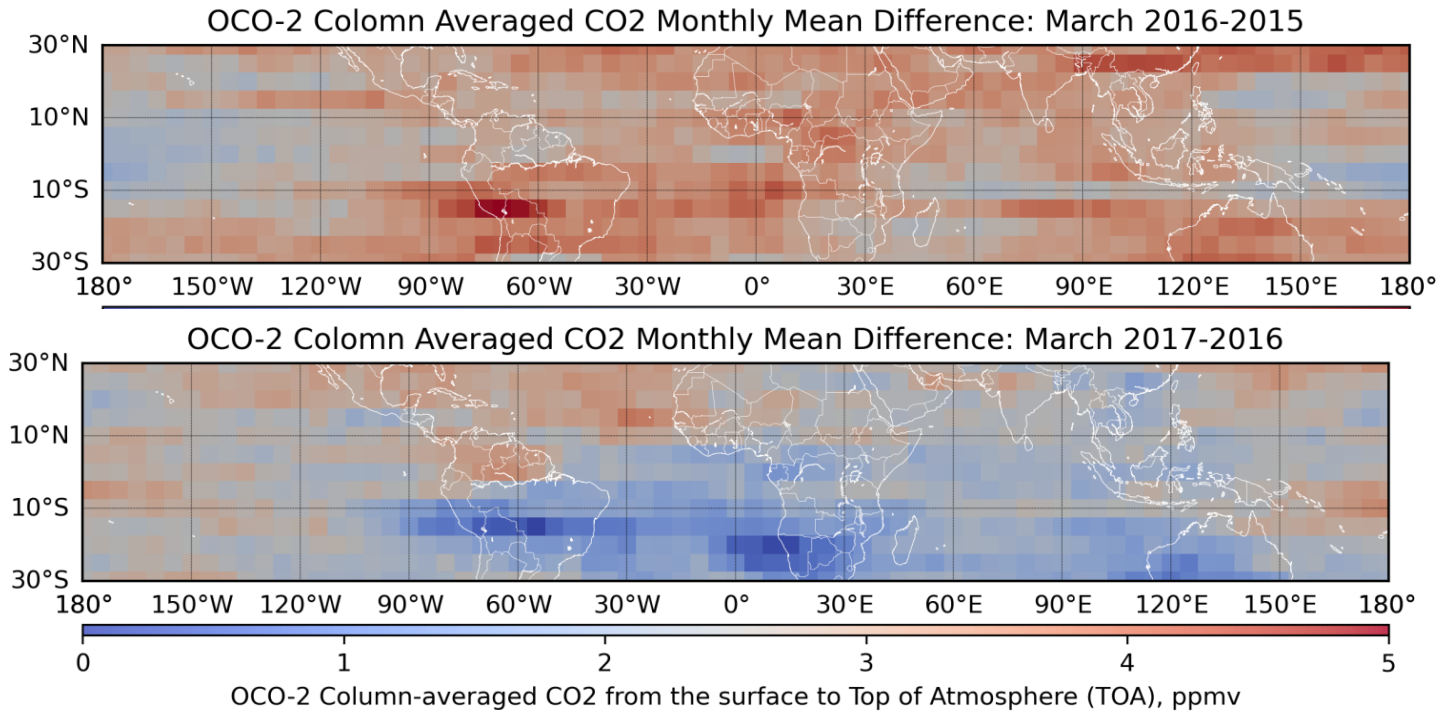 OCO-2 Colomn Averaged CO2 Monthly Mean Difference: March 2016-2015
30°N
10°N
10°S
30°S
180° 150°W 120°W 90°W 60°W 30°W 0° 30°E 60°E 90°E 120°E 150°E 180°
OCO-2 Colomn Averaged CO2 Monthly Mean Difference: March 2017-2016
30°N
10°N
10°S
30°S
180° 150°W 120°W 90°W 60°W 30°W 0° 30°E 60°E 90°E 120°E 150°E 180°
0 1 2 3 4 5
OCO-2 Column-averaged CO2 from the surface to Top of Atmosphere (TOA), ppmv